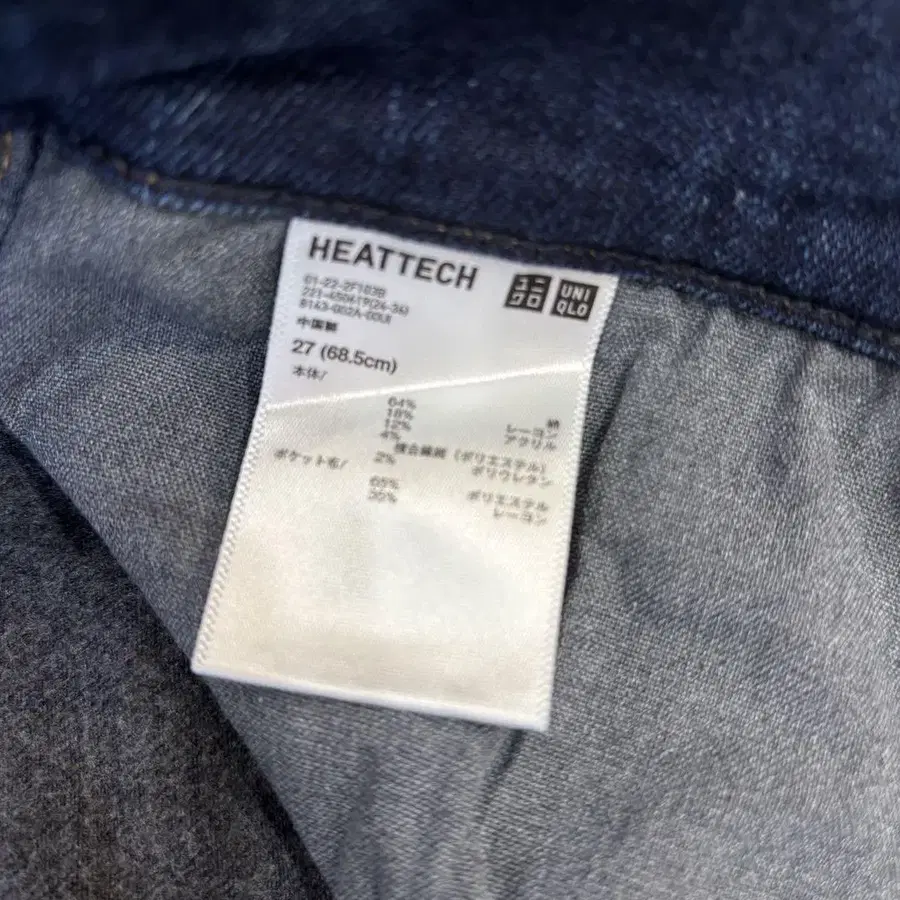 HEATTECH
ユニ
クロ
UNI
QLO
中国製
27 (68.5cm)
本体/
64% 綿
18% レーヨン
12% アクリル
4% 複合繊維 (ポリエステル)
2% ポリウレタン
ポケット布/
65% ポリエステル
35% レーヨン